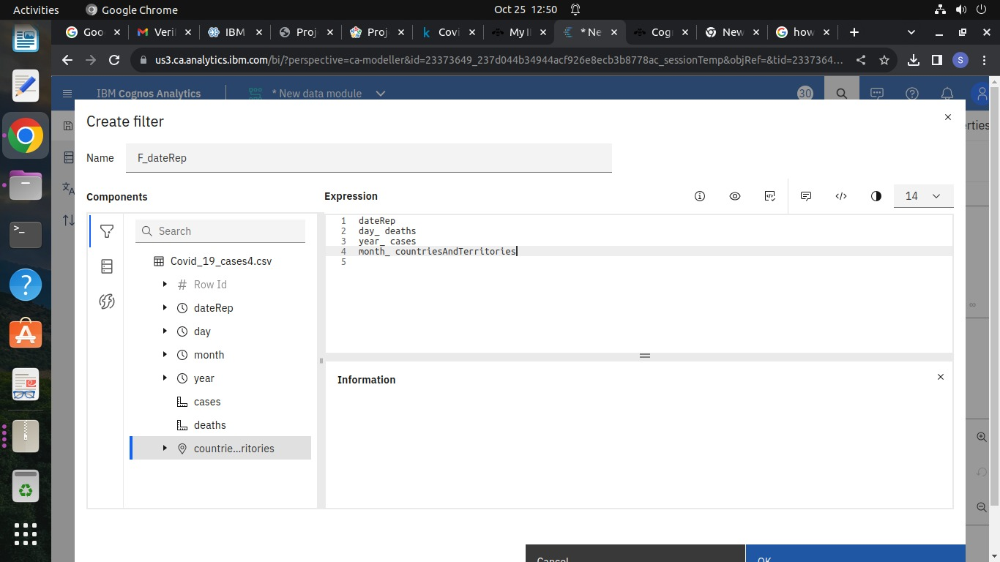 Activities
Google Chrome
Oct 25 12:50
Goo
Veri
IBM
Proj
Proj
Covi
My I
* Ne
Cog
New
how
us3.ca.analytics.ibm.com/bi/?perspective=ca-modeller&id=23373649_237d044b34944acf926e8ecb3b8778ac_sessionTemp&objRef=&tid=2337364...
S
IBM Cognos Analytics
* New data module
30
Create filter
erties
Name
F_dateRep
Components
Expression
14
Search
1 dateRep
2 day_ deaths
3 year_ cases
4 month_ countriesAndTerritories
5
Covid_19_cases4.csv
Row Id
dateRep
day
month
year
cases
deaths
countrie...ritories
Information
Cancel
OK